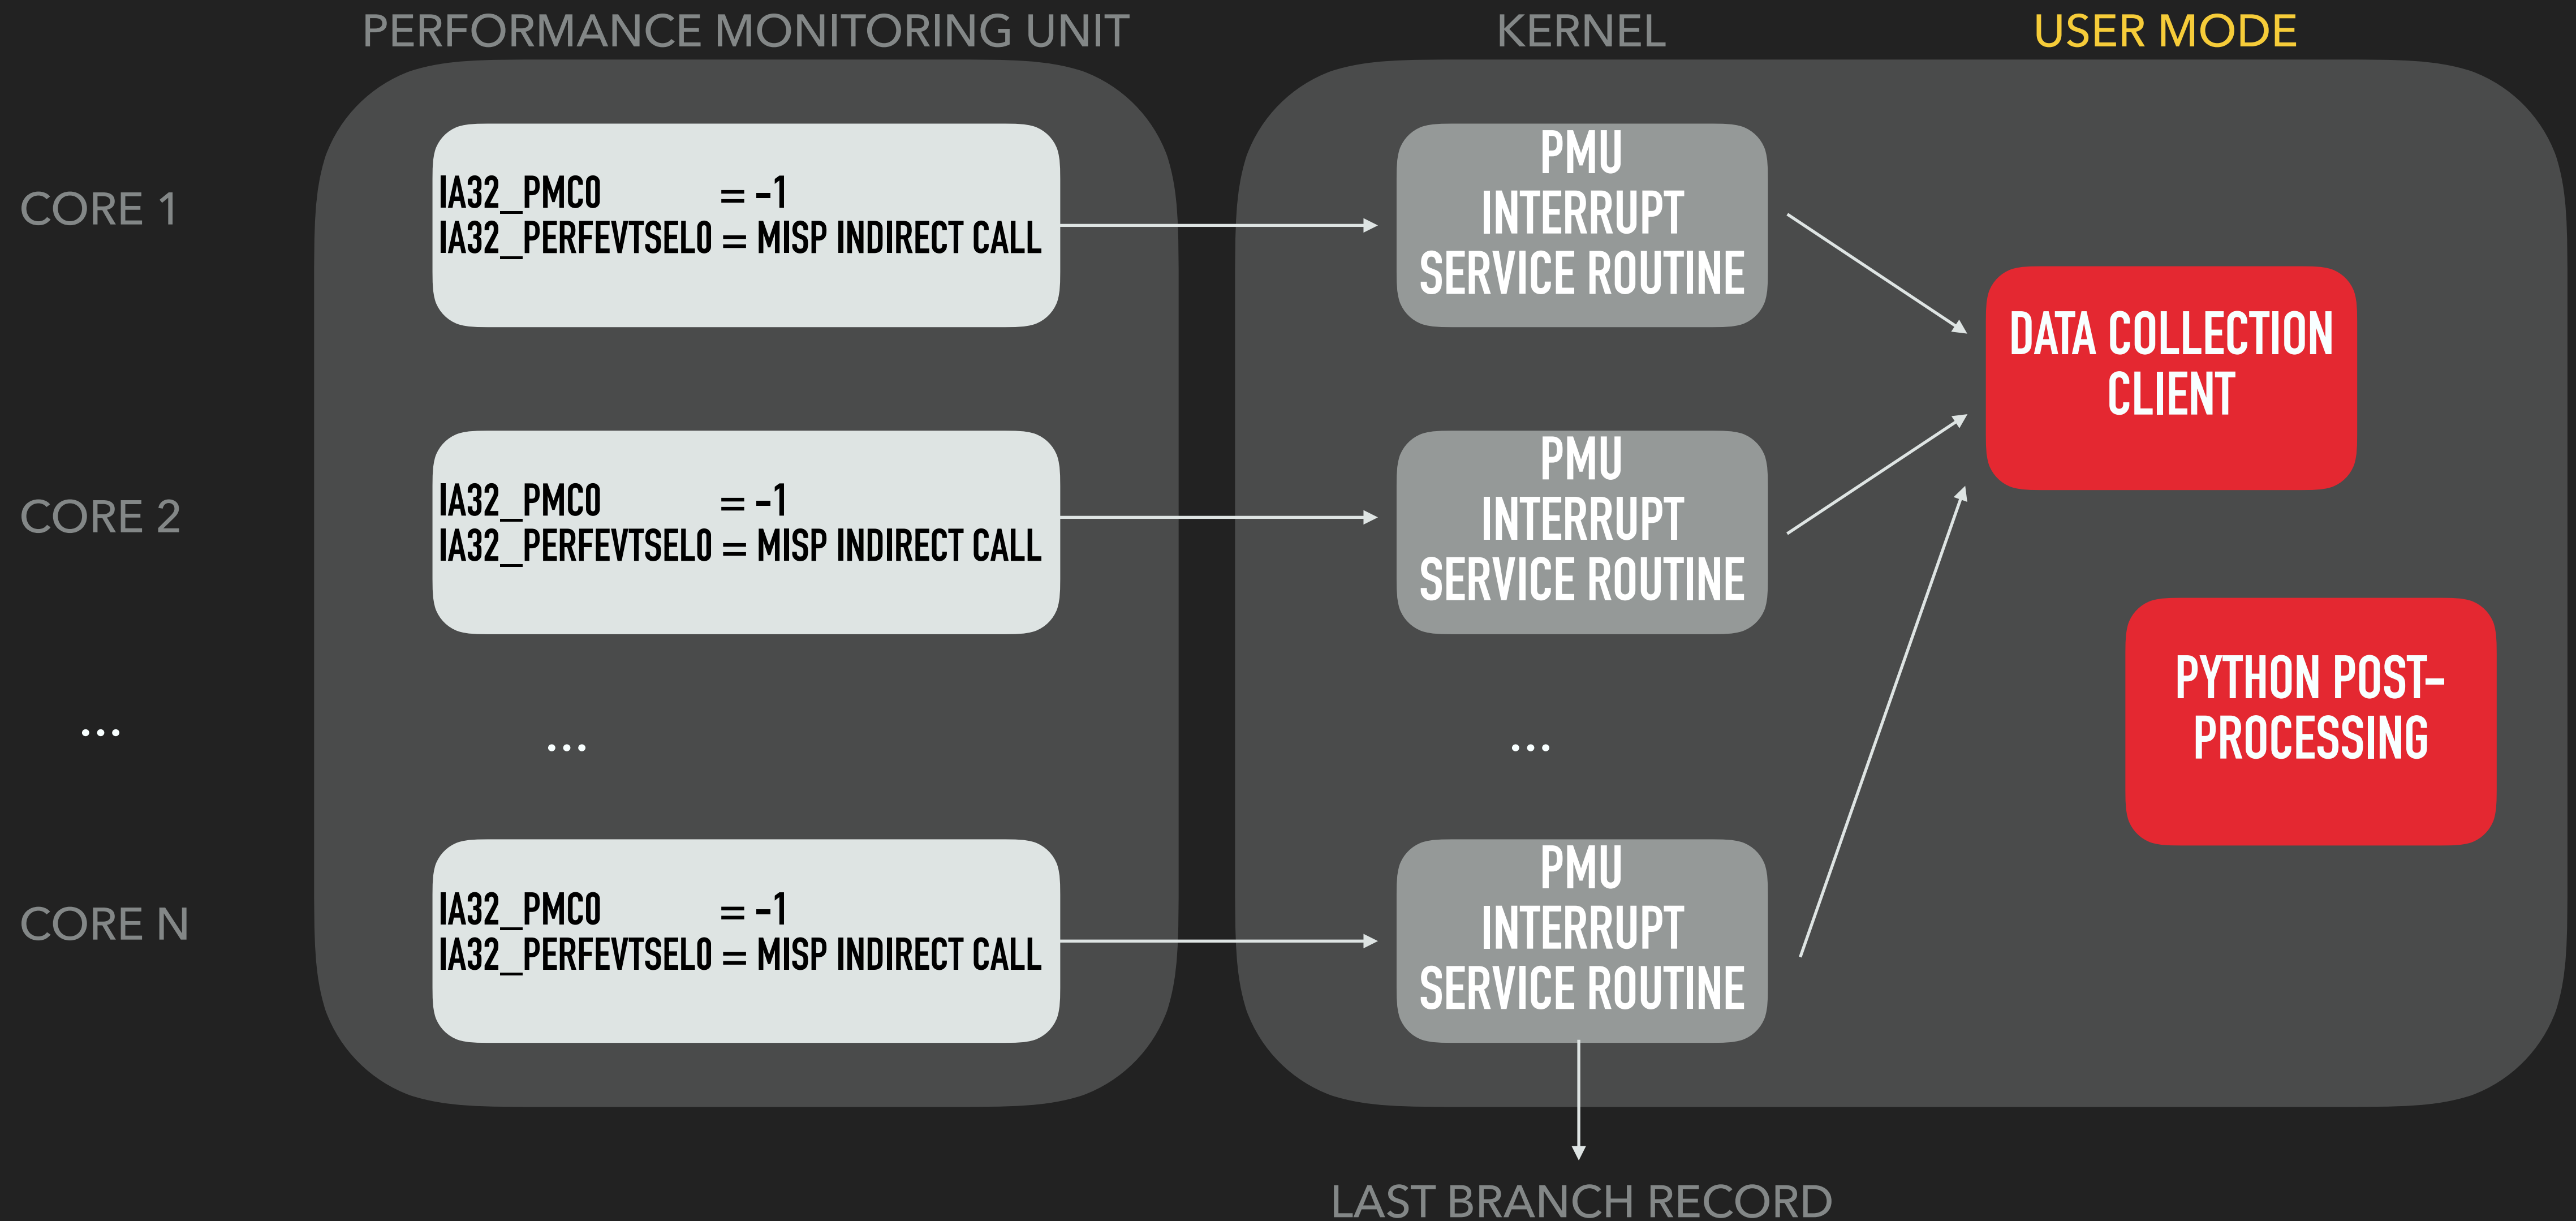 PERFORMANCE MONITORING UNIT
KERNEL
USER MODE
CORE 1
IA32_PMC0 = -1
IA32_PERFEVTSEL0 = MISP INDIRECT CALL
PMU
INTERRUPT
SERVICE ROUTINE
DATA COLLECTION
CLIENT
CORE 2
IA32_PMC0 = -1
IA32_PERFEVTSEL0 = MISP INDIRECT CALL
PMU
INTERRUPT
SERVICE ROUTINE
PYTHON POST-
PROCESSING
...
...
...
CORE N
IA32_PMC0 = -1
IA32_PERFEVTSEL0 = MISP INDIRECT CALL
PMU
INTERRUPT
SERVICE ROUTINE
LAST BRANCH RECORD